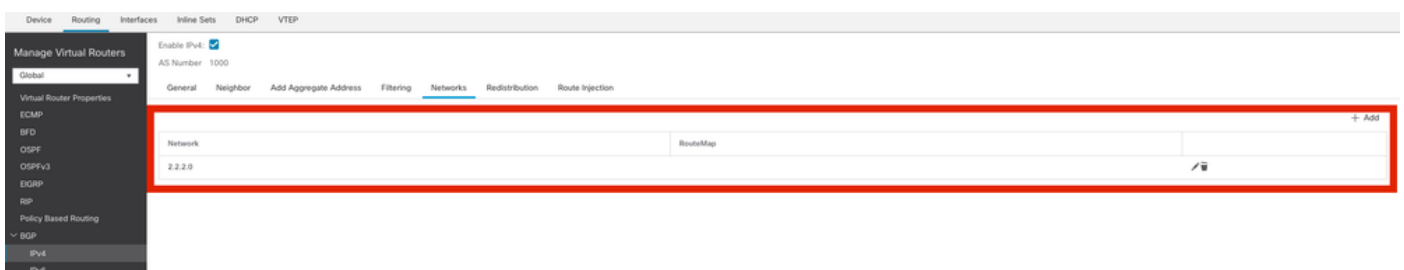 Device Routing Interfaces Inline Sets DHCP VTEP
Manage Virtual Routers
Global
Virtual Router Properties
ECMP
BFD
OSPF
OSPFv3
EIGRP
RIP
Policy Based Routing
BGP
IPv4
IPv6
Enable IPv4:
AS Number 1000
General Neighbor Add Aggregate Address Filtering Networks Redistribution Route Injection
+ Add
Network RouteMap
2.2.2.0